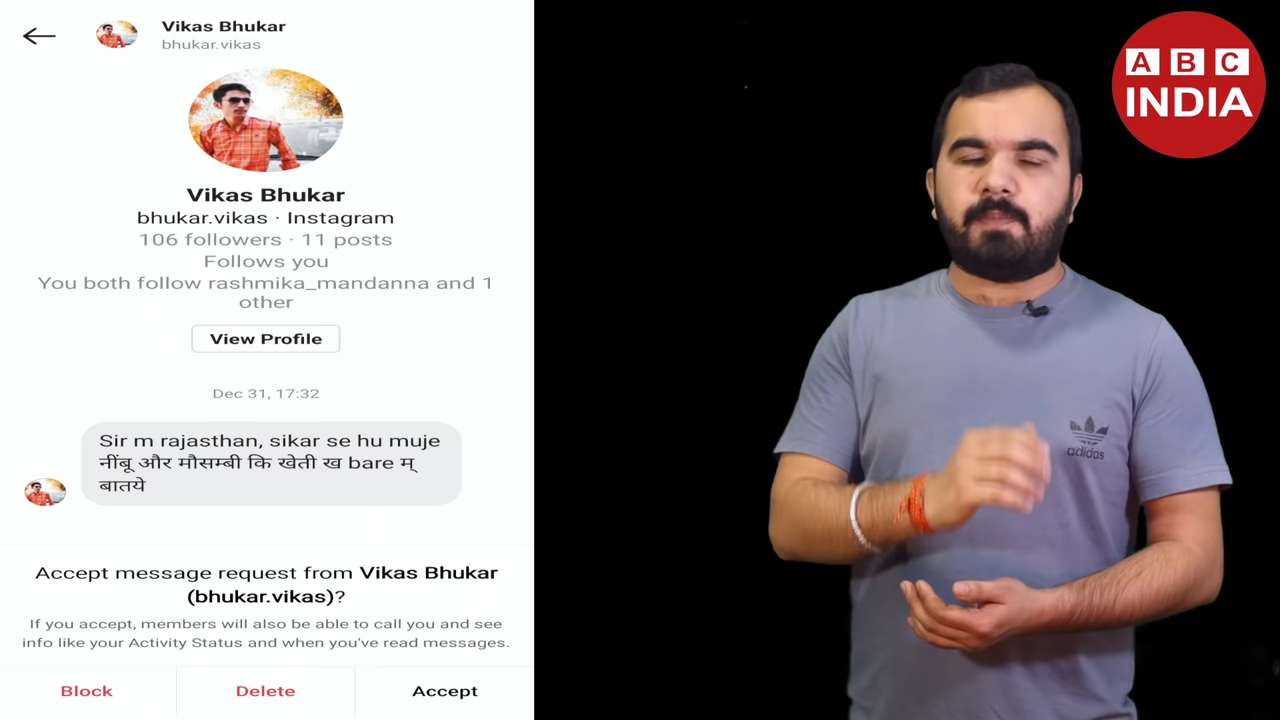 Vikas Bhukar
bhukar.vikas
Vikas Bhukar
bhukar.vikas · Instagram
106 followers · 11 posts
Follows you
You both follow rashmika_mandanna and 1
other
View Profile
Dec 31, 17:32
Sir m rajasthan, sikar se hu muje
नींबू और मौसम्बी कि खेती ख bare म्
बातये
Accept message request from Vikas Bhukar
(bhukar.vikas)?
If you accept, members will also be able to call you and see
info like your Activity Status and when you've read messages.
Block
Delete
Accept
A B C
INDIA
adidas